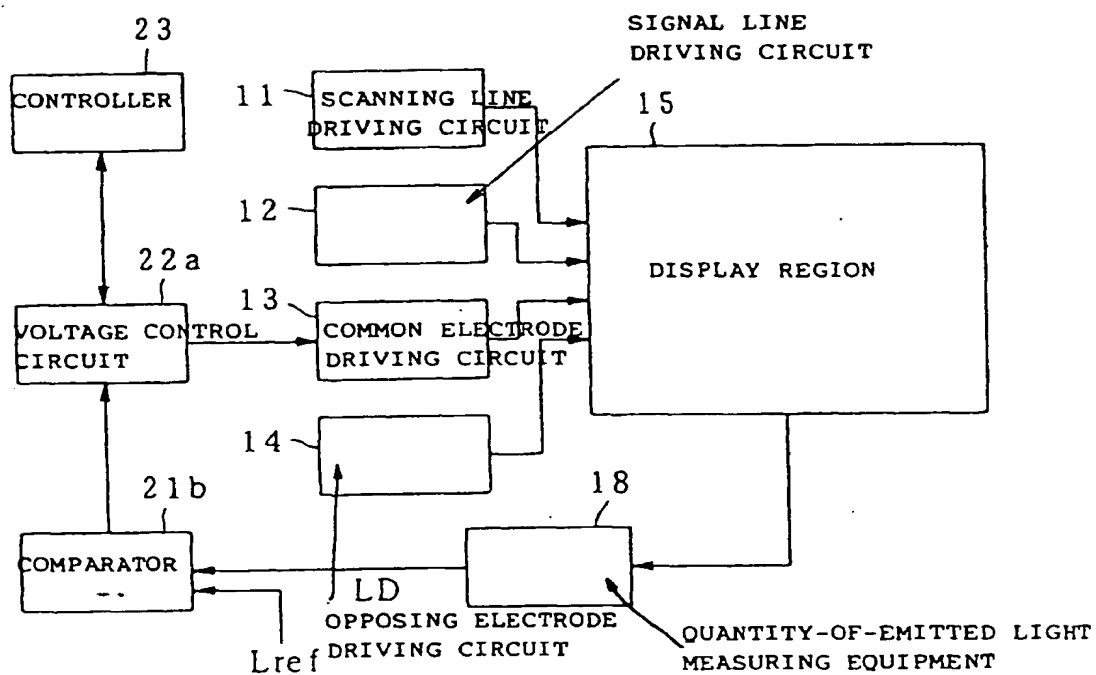 23
CONTROLLER
SIGNAL LINE
DRIVING CIRCUIT
11
SCANNING LINE
DRIVING CIRCUIT
15
12
DISPLAY REGION
22a
VOLTAGE CONTROL
CIRCUIT
13
COMMON ELECTRODE
DRIVING CIRCUIT
14
21b
COMPARATOR
18
LD
OPPOSING ELECTRODE
DRIVING CIRCUIT
Lref
QUANTITY-OF-EMITTED LIGHT
MEASURING EQUIPMENT